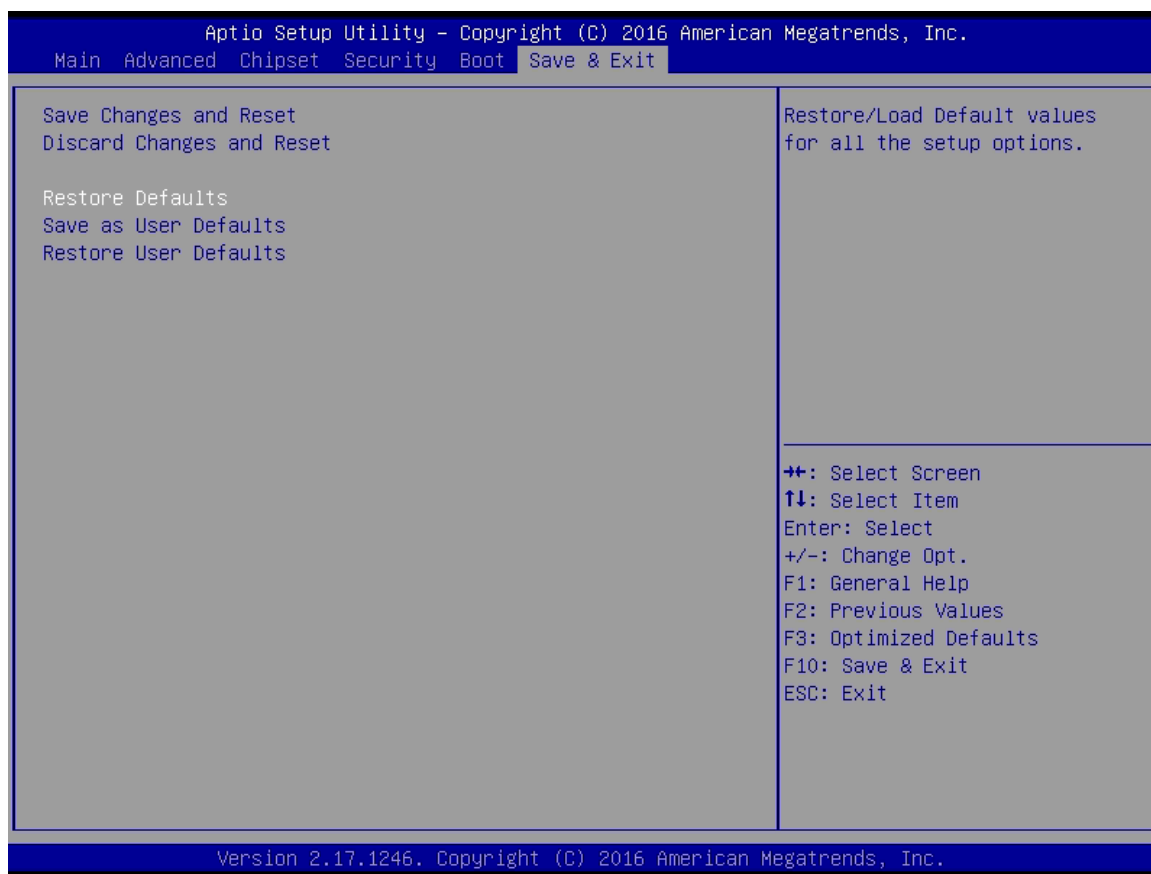 Aptio Setup Utility – Copyright (C) 2016 American Megatrends, Inc.
Main Advanced Chipset Security Boot Save & Exit
Save Changes and Reset
Discard Changes and Reset
Restore Defaults
Save as User Defaults
Restore User Defaults
Restore/Load Default values
for all the setup options.
→←: Select Screen
↑↓: Select Item
Enter: Select
+/-: Change Opt.
F1: General Help
F2: Previous Values
F3: Optimized Defaults
F10: Save & Exit
ESC: Exit
Version 2.17.1246. Copyright (C) 2016 American Megatrends, Inc.